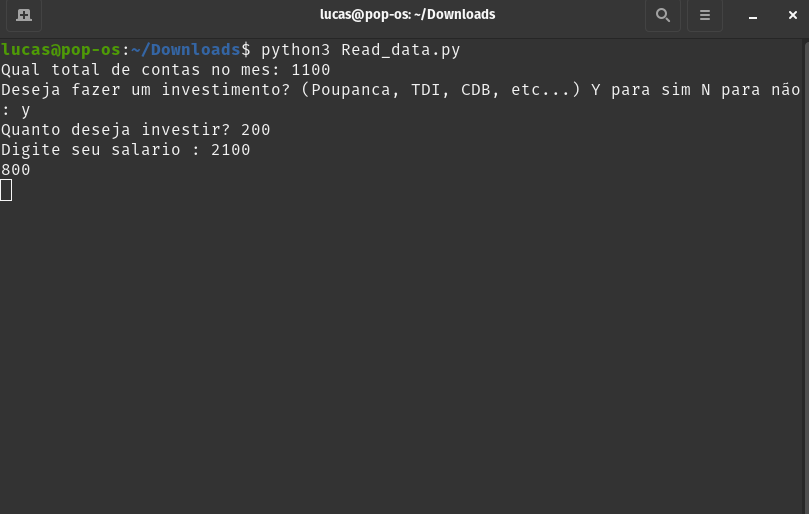 lucas@pop-os: ~/Downloads
lucas@pop-os:~/Downloads$ python3 Read_data.py
Qual total de contas no mes: 1100
Deseja fazer um investimento? (Poupanca, TDI, CDB, etc...) Y para sim N para não
: y
Quanto deseja investir? 200
Digite seu salario : 2100
800